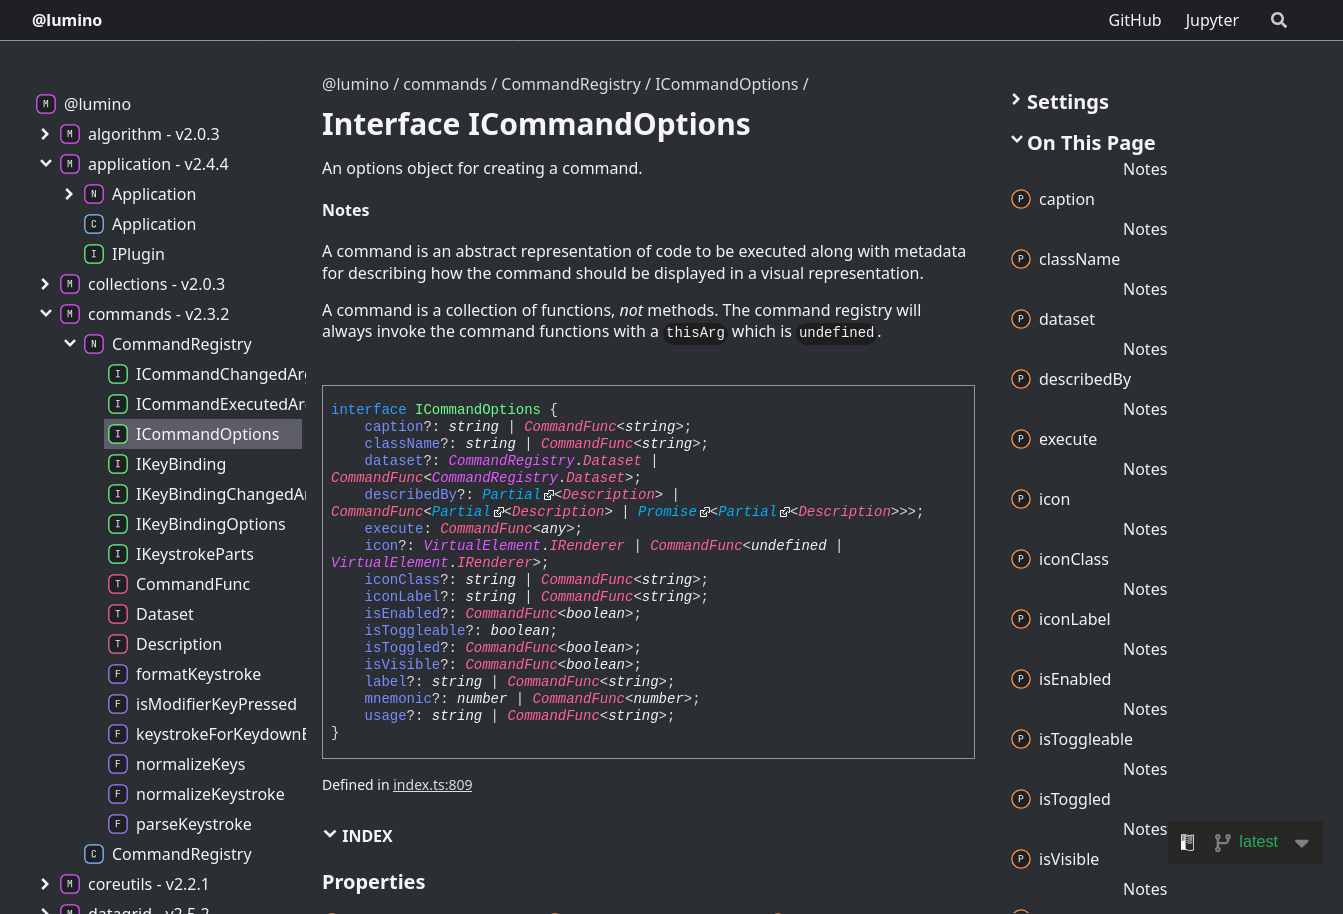 @lumino
GitHub
Jupyter
M @lumino
M algorithm - v2.0.3
M application - v2.4.4
N Application
C Application
I IPlugin
M collections - v2.0.3
M commands - v2.3.2
N CommandRegistry
I ICommandChangedArg
I ICommandExecutedAr
I ICommandOptions
I IKeyBinding
I IKeyBindingChangedAr
I IKeyBindingOptions
I IKeystrokeParts
T CommandFunc
T Dataset
T Description
F formatKeystroke
F isModifierKeyPressed
F keystrokeForKeydownE
F normalizeKeys
F normalizeKeystroke
F parseKeystroke
C CommandRegistry
M coreutils - v2.2.1
M datagrid - v2.5.2
@lumino / commands / CommandRegistry / ICommandOptions /
Interface ICommandOptions
An options object for creating a command.
Notes
A command is an abstract representation of code to be executed along with metadata
for describing how the command should be displayed in a visual representation.
A command is a collection of functions, not methods. The command registry will
always invoke the command functions with a thisArg which is undefined.
interface ICommandOptions {
    caption?: string | CommandFunc<string>;
    className?: string | CommandFunc<string>;
    dataset?: CommandRegistry.Dataset |
CommandFunc<CommandRegistry.Dataset>;
    describedBy?: Partial<Description> |
CommandFunc<Partial<Description> | Promise<Partial<Description>>>;
    execute: CommandFunc<any>;
    icon?: VirtualElement.IRenderer | CommandFunc<undefined |
VirtualElement.IRenderer>;
    iconClass?: string | CommandFunc<string>;
    iconLabel?: string | CommandFunc<string>;
    isEnabled?: CommandFunc<boolean>;
    isToggleable?: boolean;
    isToggled?: CommandFunc<boolean>;
    isVisible?: CommandFunc<boolean>;
    label?: string | CommandFunc<string>;
    mnemonic?: number | CommandFunc<number>;
    usage?: string | CommandFunc<string>;
}
Defined in index.ts:809
INDEX
Properties
Settings
On This Page
Notes
P caption
Notes
P className
Notes
P dataset
Notes
P describedBy
Notes
P execute
Notes
P icon
Notes
P iconClass
Notes
P iconLabel
Notes
P isEnabled
Notes
P isToggleable
Notes
P isToggled
Notes
P isVisible
Notes
latest